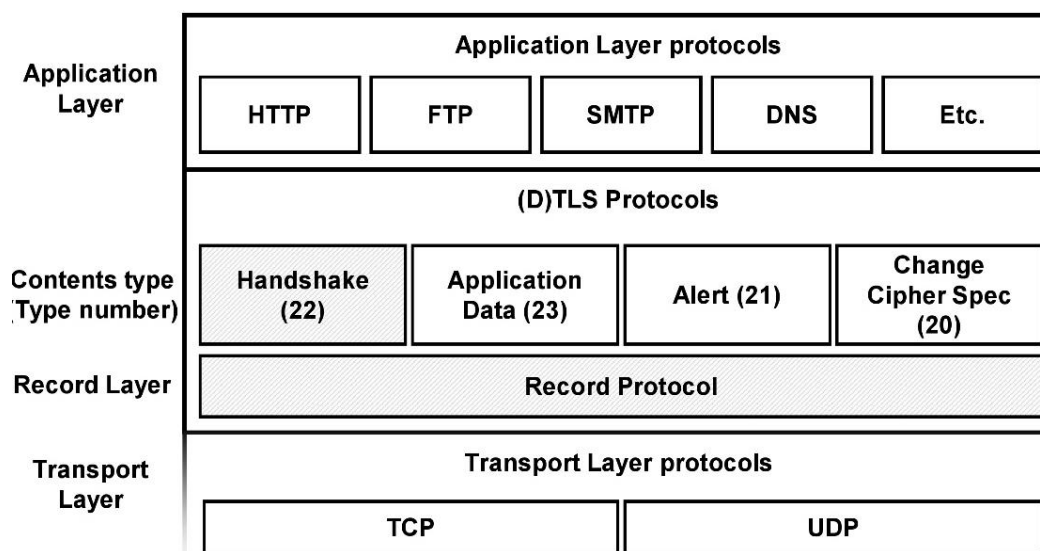 Application Layer protocols
Application
Layer
HTTP
FTP
SMTP
DNS
Etc.
(D)TLS Protocols
Contents type
(Type number)
Handshake
(22)
Application
Data (23)
Alert (21)
Change
Cipher Spec
(20)
Record Layer
Record Protocol
Transport Layer protocols
Transport
Layer
TCP
UDP